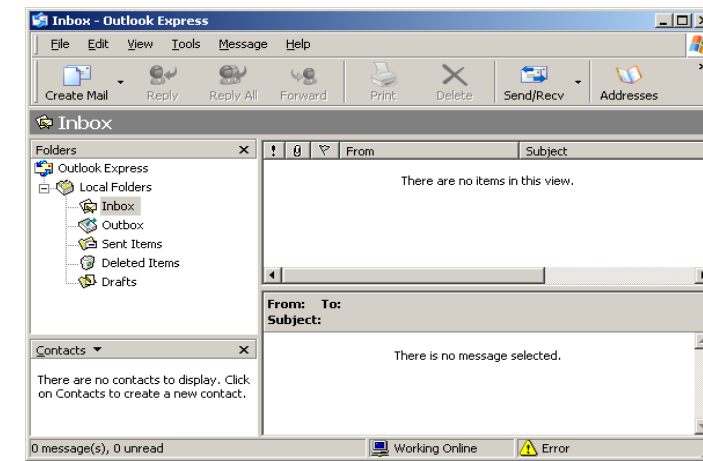 Inbox - Outlook Express
File Edit View Tools Message Help
Create Mail Reply Reply All Forward Print Delete Send/Recv Addresses »
Inbox
Folders
Outlook Express
Local Folders
Inbox
Outbox
Sent Items
Deleted Items
Drafts
! From Subject
There are no items in this view.
From: To:
Subject:
There is no message selected.
Contacts
There are no contacts to display. Click
on Contacts to create a new contact.
0 message(s), 0 unread Working Online Error